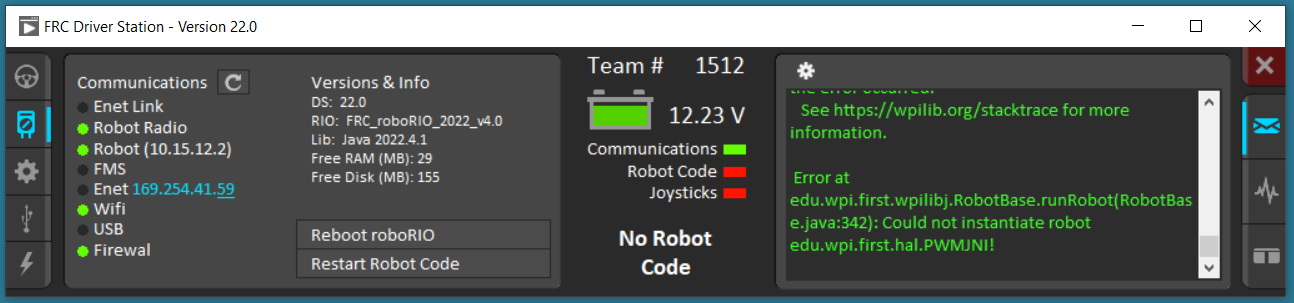 FRC Driver Station - Version 22.0
Communications
Enet Link
Robot Radio
Robot (10.15.12.2)
FMS
Enet 169.254.41.59
Wifi
USB
Firewal
Versions & Info
DS: 22.0
RIO: FRC_roboRIO_2022_v4.0
Lib: Java 2022.4.1
Free RAM (MB): 29
Free Disk (MB): 155
Reboot roboRIO
Restart Robot Code
Team # 1512
12.23 V
Communications
Robot Code
Joysticks
No Robot
Code
the error occurred.
See https://wpilib.org/stacktrace for more
information.
Error at
edu.wpi.first.wpilibj.RobotBase.runRobot(RobotBas
e.java:342): Could not instantiate robot
edu.wpi.first.hal.PWMJNI!